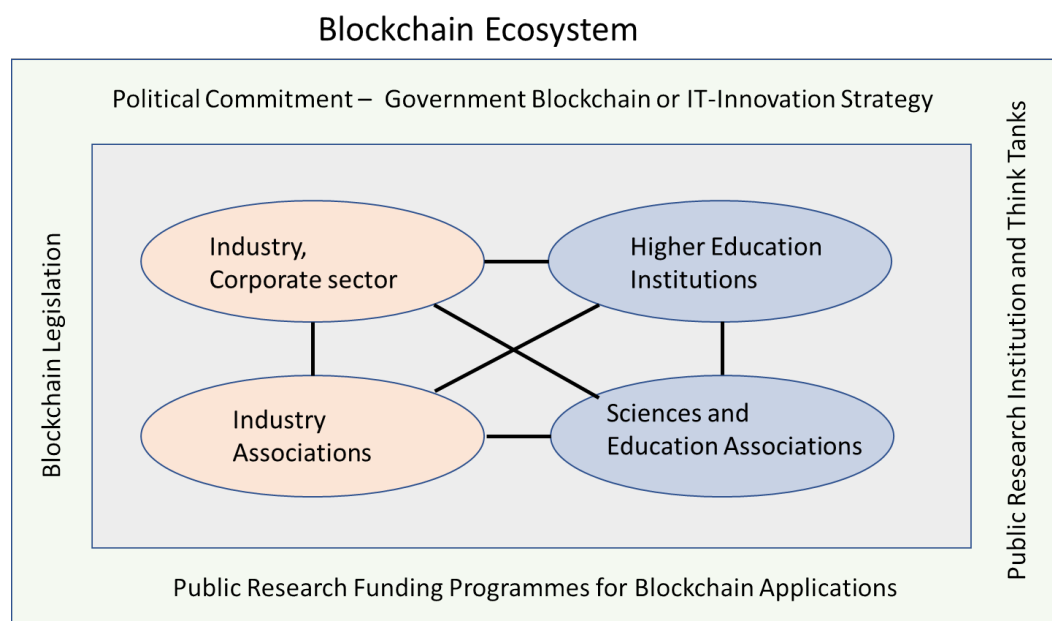 Blockchain Ecosystem
Political Commitment – Government Blockchain or IT-Innovation Strategy
Blockchain Legislation
Industry,
Corporate sector
Higher Education
Institutions
Industry
Associations
Sciences and
Education Associations
Public Research Institution and Think Tanks
Public Research Funding Programmes for Blockchain Applications